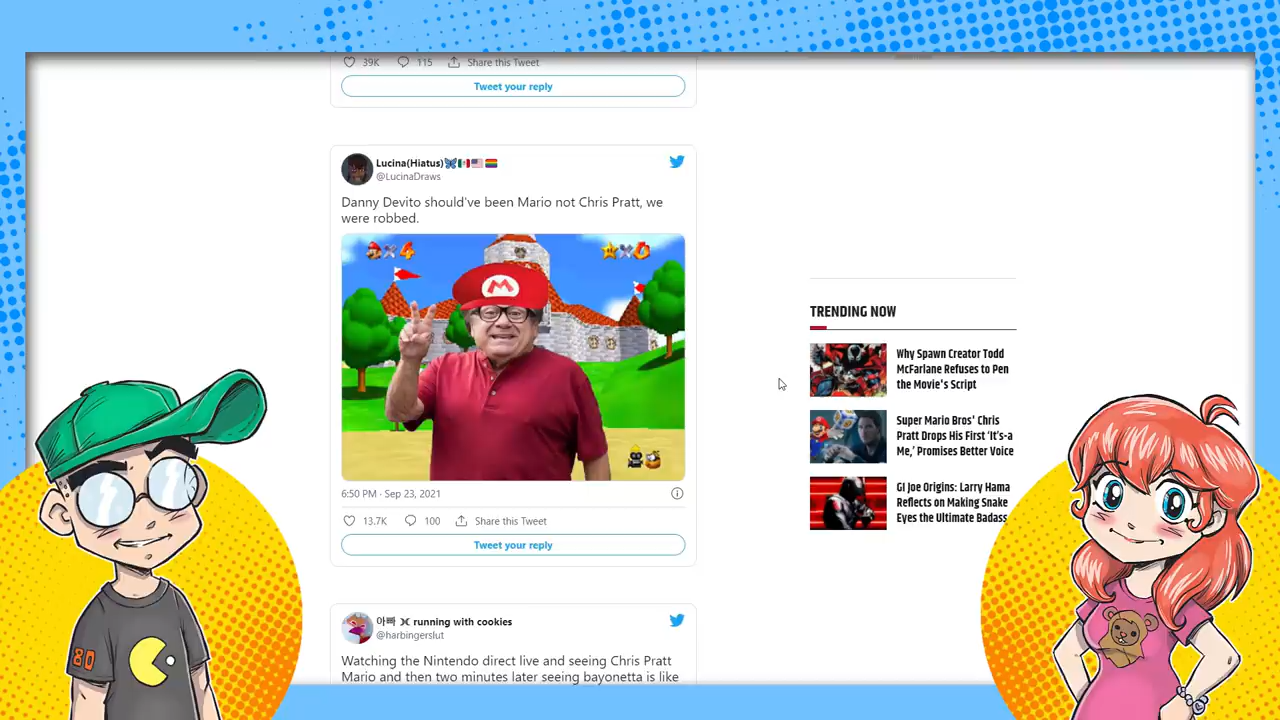 39K 115 Share this Tweet
Tweet your reply
Lucina(Hiatus)
@LucinaDraws
Danny Devito should've been Mario not Chris Pratt, we
were robbed.
×4 ×0
M
6:50 PM · Sep 23, 2021
13.7K 100 Share this Tweet
Tweet your reply
아빠 running with cookies
@harbingerslut
Watching the Nintendo direct live and seeing Chris Pratt
Mario and then two minutes later seeing bayonetta is like
TRENDING NOW
Why Spawn Creator Todd
McFarlane Refuses to Pen
the Movie's Script
Super Mario Bros' Chris
Pratt Drops His First 'It's-a
Me,' Promises Better Voice
GI Joe Origins: Larry Hama
Reflects on Making Snake
Eyes the Ultimate Badass
80